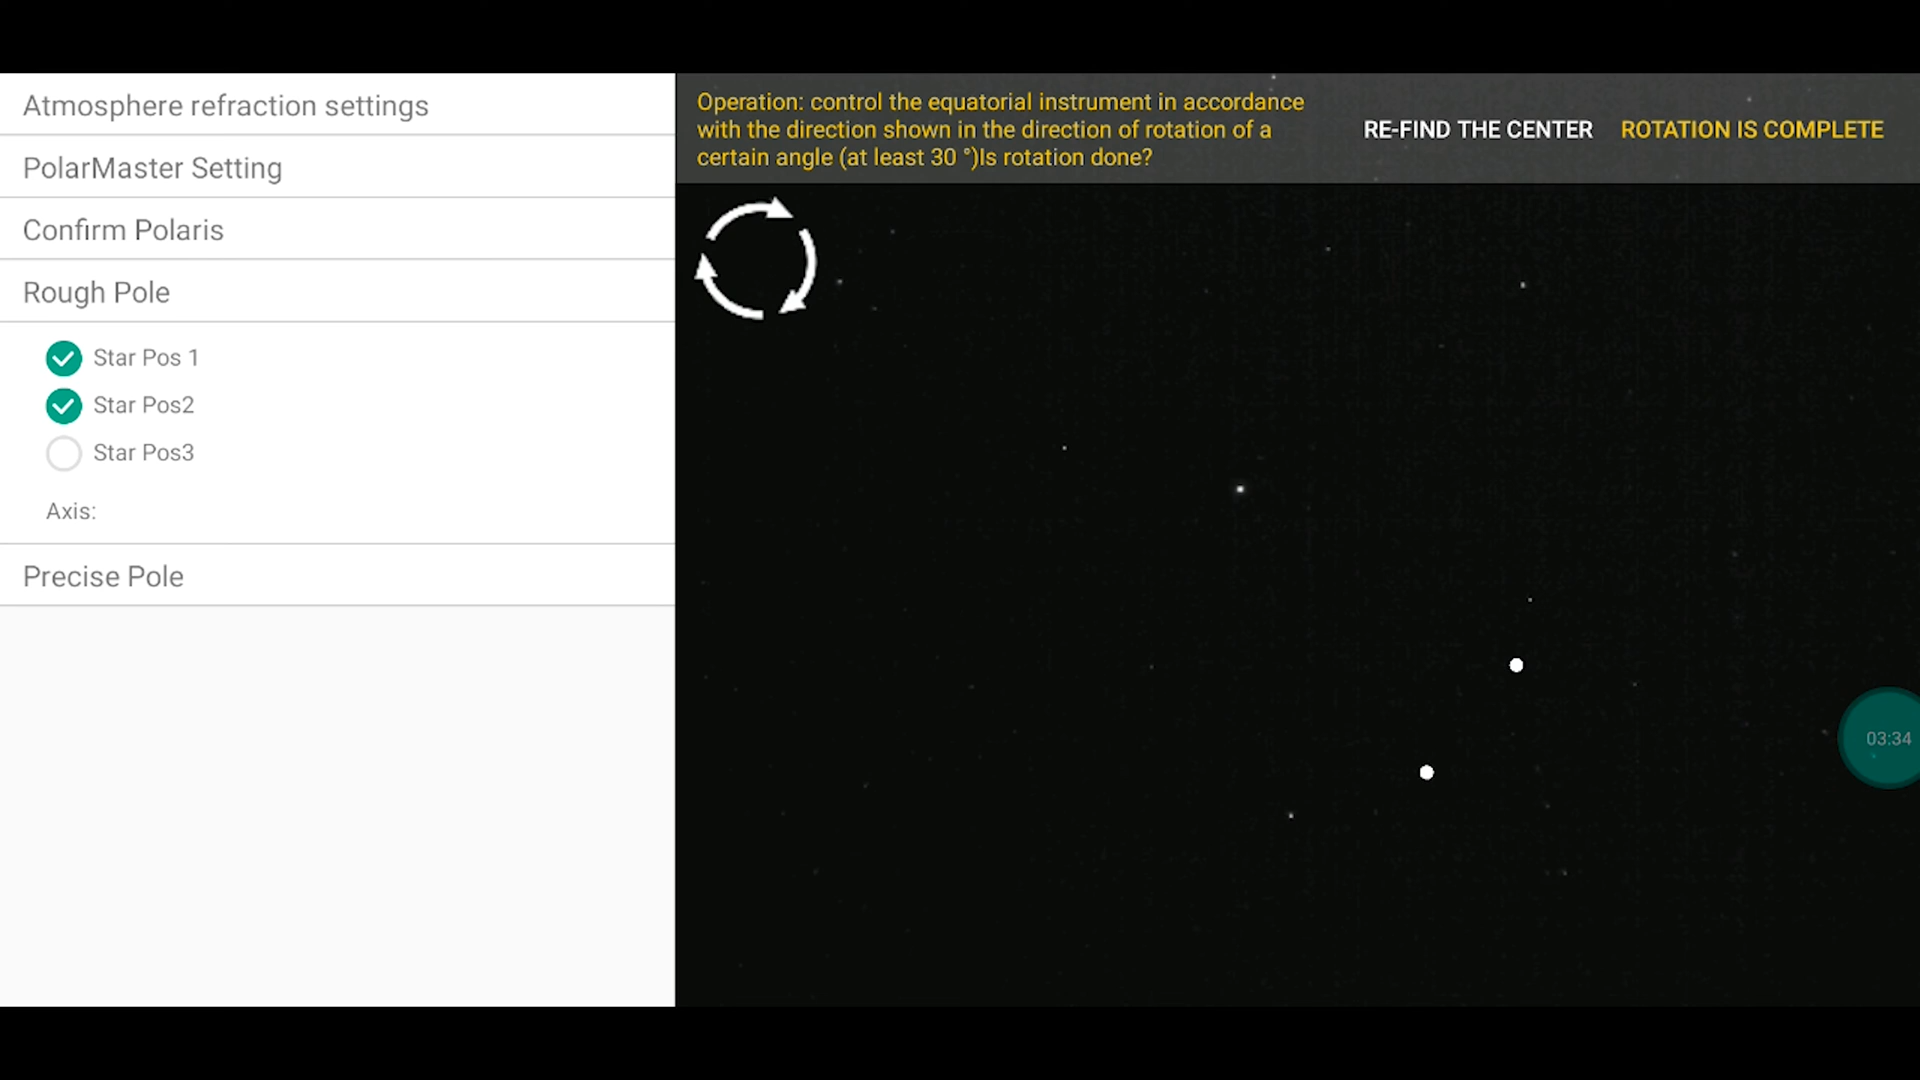 Atmosphere refraction settings
PolarMaster Setting
Confirm Polaris
Rough Pole
Star Pos 1
Star Pos2
Star Pos3
Axis:
Precise Pole
Operation: control the equatorial instrument in accordance
with the direction shown in the direction of rotation of a
certain angle (at least 30 °)Is rotation done?
RE-FIND THE CENTER
ROTATION IS COMPLETE
03:34